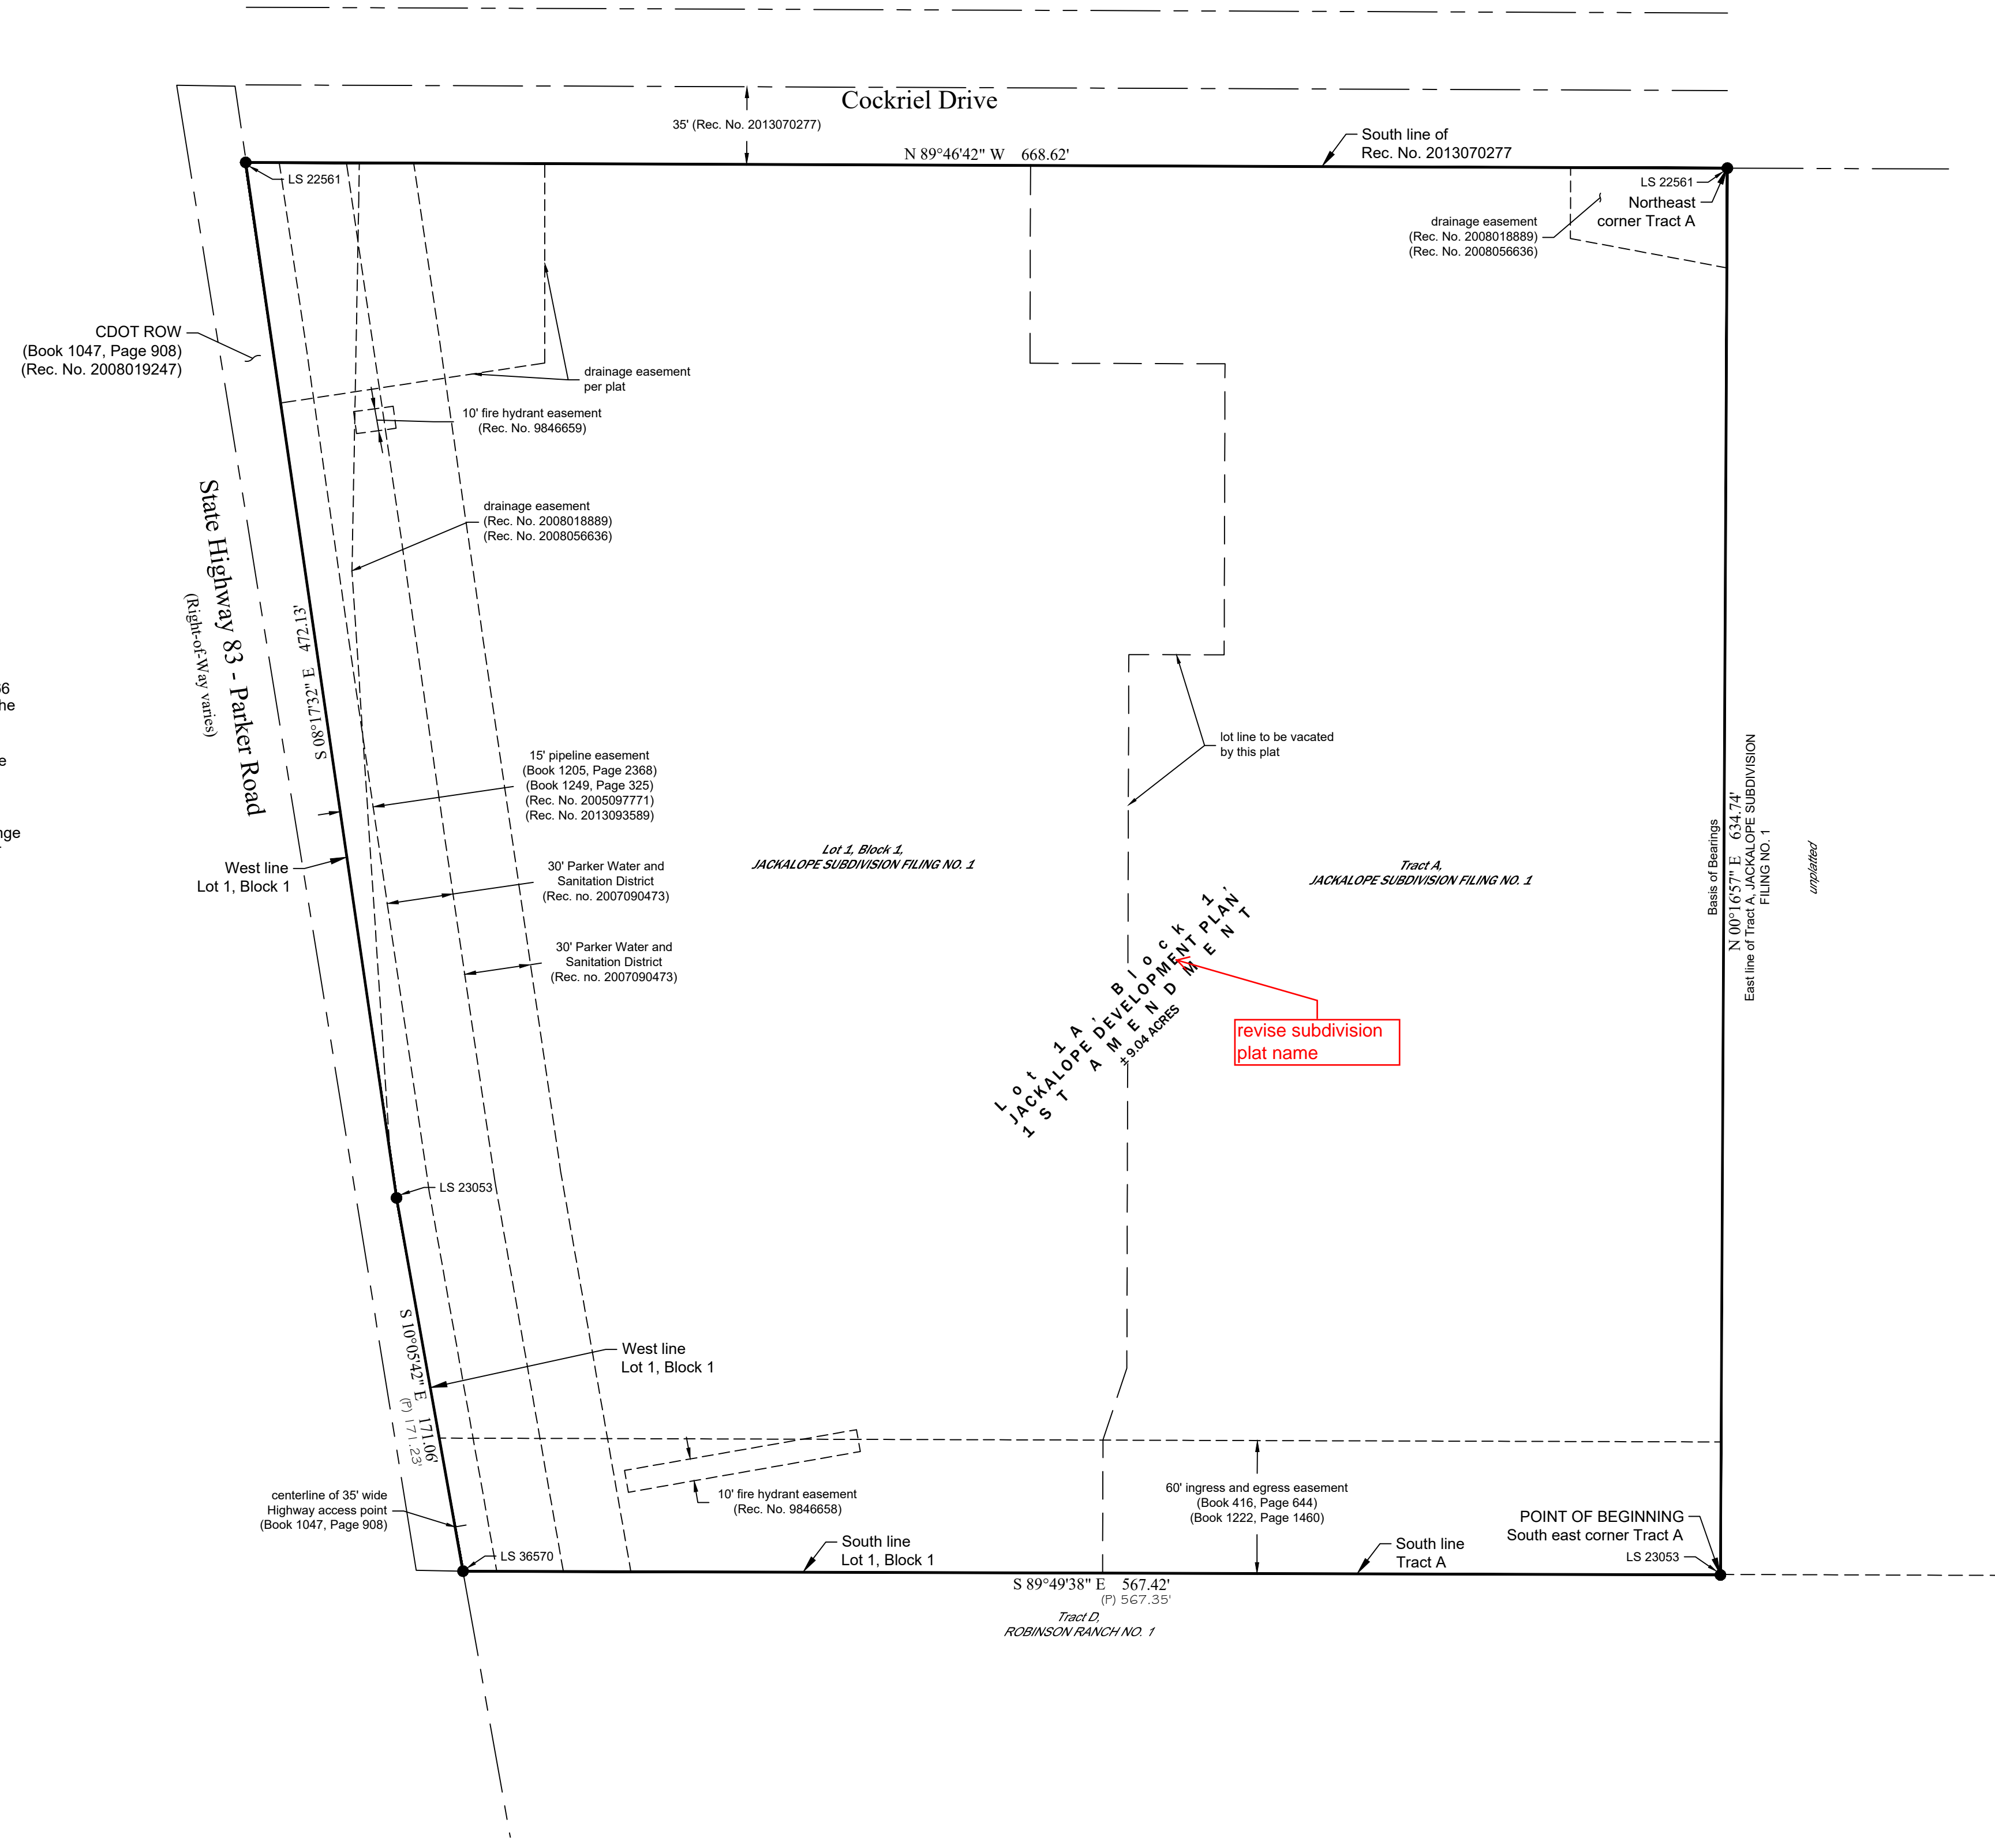 Cockriel Drive
35' (Rec. No. 2013070277)
N 89°46'42" W 668.62'
South line of
Rec. No. 2013070277
LS 22561
LS 22561
Northeast
corner Tract A
drainage easement
(Rec. No. 2008018889)
(Rec. No. 2008056636)
CDOT ROW
(Book 1047, Page 908)
(Rec. No. 2008019247)
drainage easement
per plat
10' fire hydrant easement
(Rec. No. 9846659)
State Highway 83 - Parker Road
(Right-of-Way varies)
drainage easement
(Rec. No. 2008018889)
(Rec. No. 2008056636)
S 08°17'32" E 472.13'
lot line to be vacated
by this plat
15' pipeline easement
(Book 1205, Page 2368)
(Book 1249, Page 325)
(Rec. No. 2005097771)
(Rec. No. 2013093589)
West line
Lot 1, Block 1
30' Parker Water and
Sanitation District
(Rec. no. 2007090473)
30' Parker Water and
Sanitation District
(Rec. no. 2007090473)
Lot 1, Block 1,
JACKALOPE SUBDIVISION FILING NO. 1
Tract A,
JACKALOPE SUBDIVISION FILING NO. 1
Basis of Bearings
N 00°16'57" E 634.74'
East line of Tract A, JACKALOPE SUBDIVISION
FILING NO. 1
unplatted
Lot 1A, Block 1,
JACKALOPE DEVELOPMENT PLAN
1ST AMENDMENT
± 9.04 ACRES
revise subdivision
plat name
LS 23053
S 10°05'42" E 171.06'
(P) 171.23'
West line
Lot 1, Block 1
centerline of 35' wide
Highway access point
(Book 1047, Page 908)
10' fire hydrant easement
(Rec. No. 9846658)
60' ingress and egress easement
(Book 416, Page 644)
(Book 1222, Page 1460)
POINT OF BEGINNING
South east corner Tract A
LS 23053
LS 36570
South line
Lot 1, Block 1
South line
Tract A
S 89°49'38" E 567.42'
(P) 567.35'
Tract D,
ROBINSON RANCH NO. 1